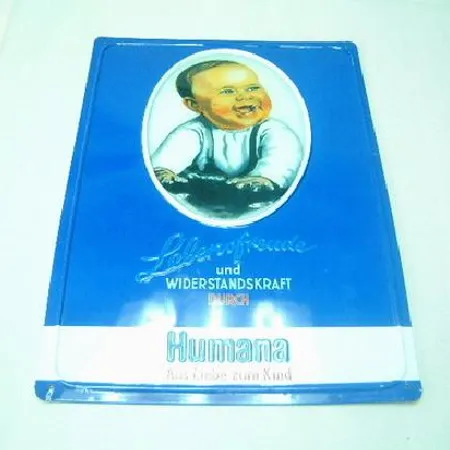 Lebensfreude
und
WIDERSTANDSKRAFT
DURCH
Humana
Aus Liebe zum Kind